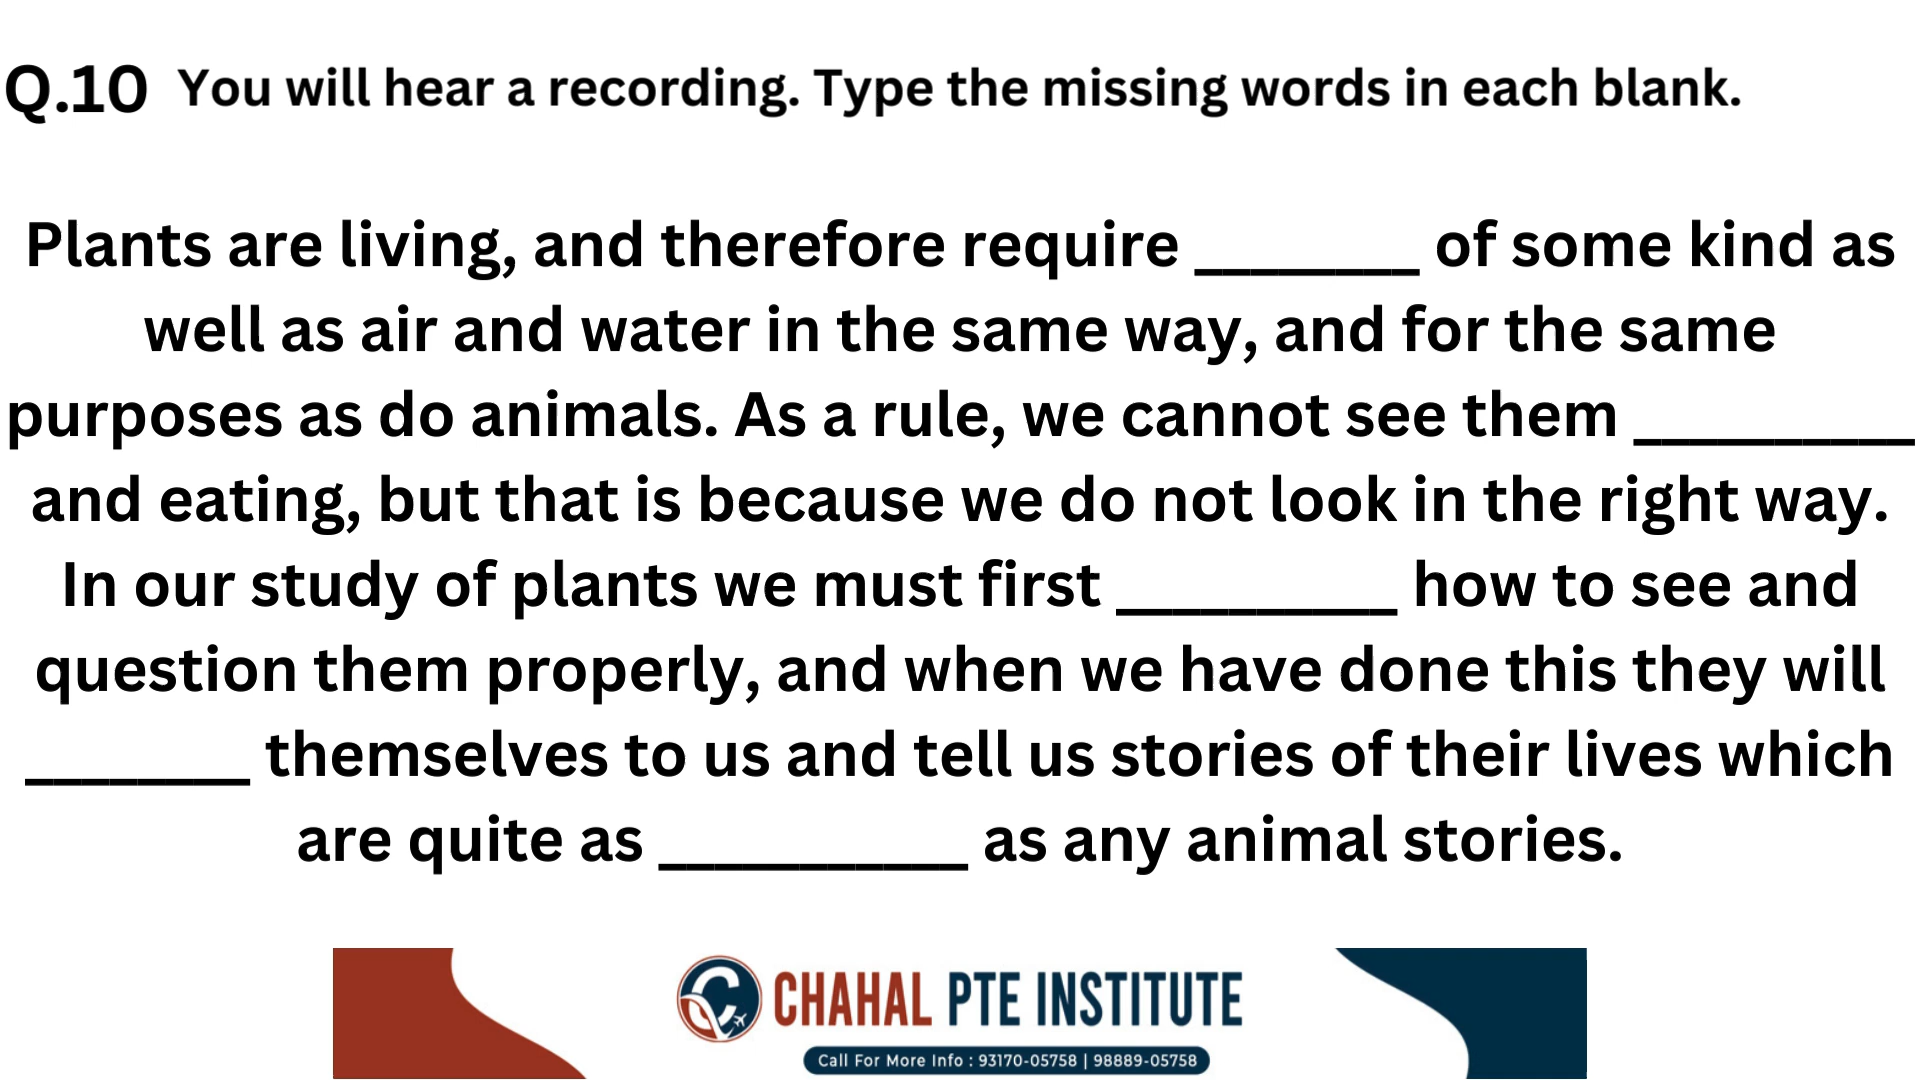 Q.10 You will hear a recording. Type the missing words in each blank.
Plants are living, and therefore require ________ of some kind as
well as air and water in the same way, and for the same
purposes as do animals. As a rule, we cannot see them __________
and eating, but that is because we do not look in the right way.
In our study of plants we must first __________ how to see and
question them properly, and when we have done this they will
________ themselves to us and tell us stories of their lives which
are quite as ___________ as any animal stories.
CHAHAL PTE INSTITUTE
Call For More Info : 93170-05758 | 98889-05758